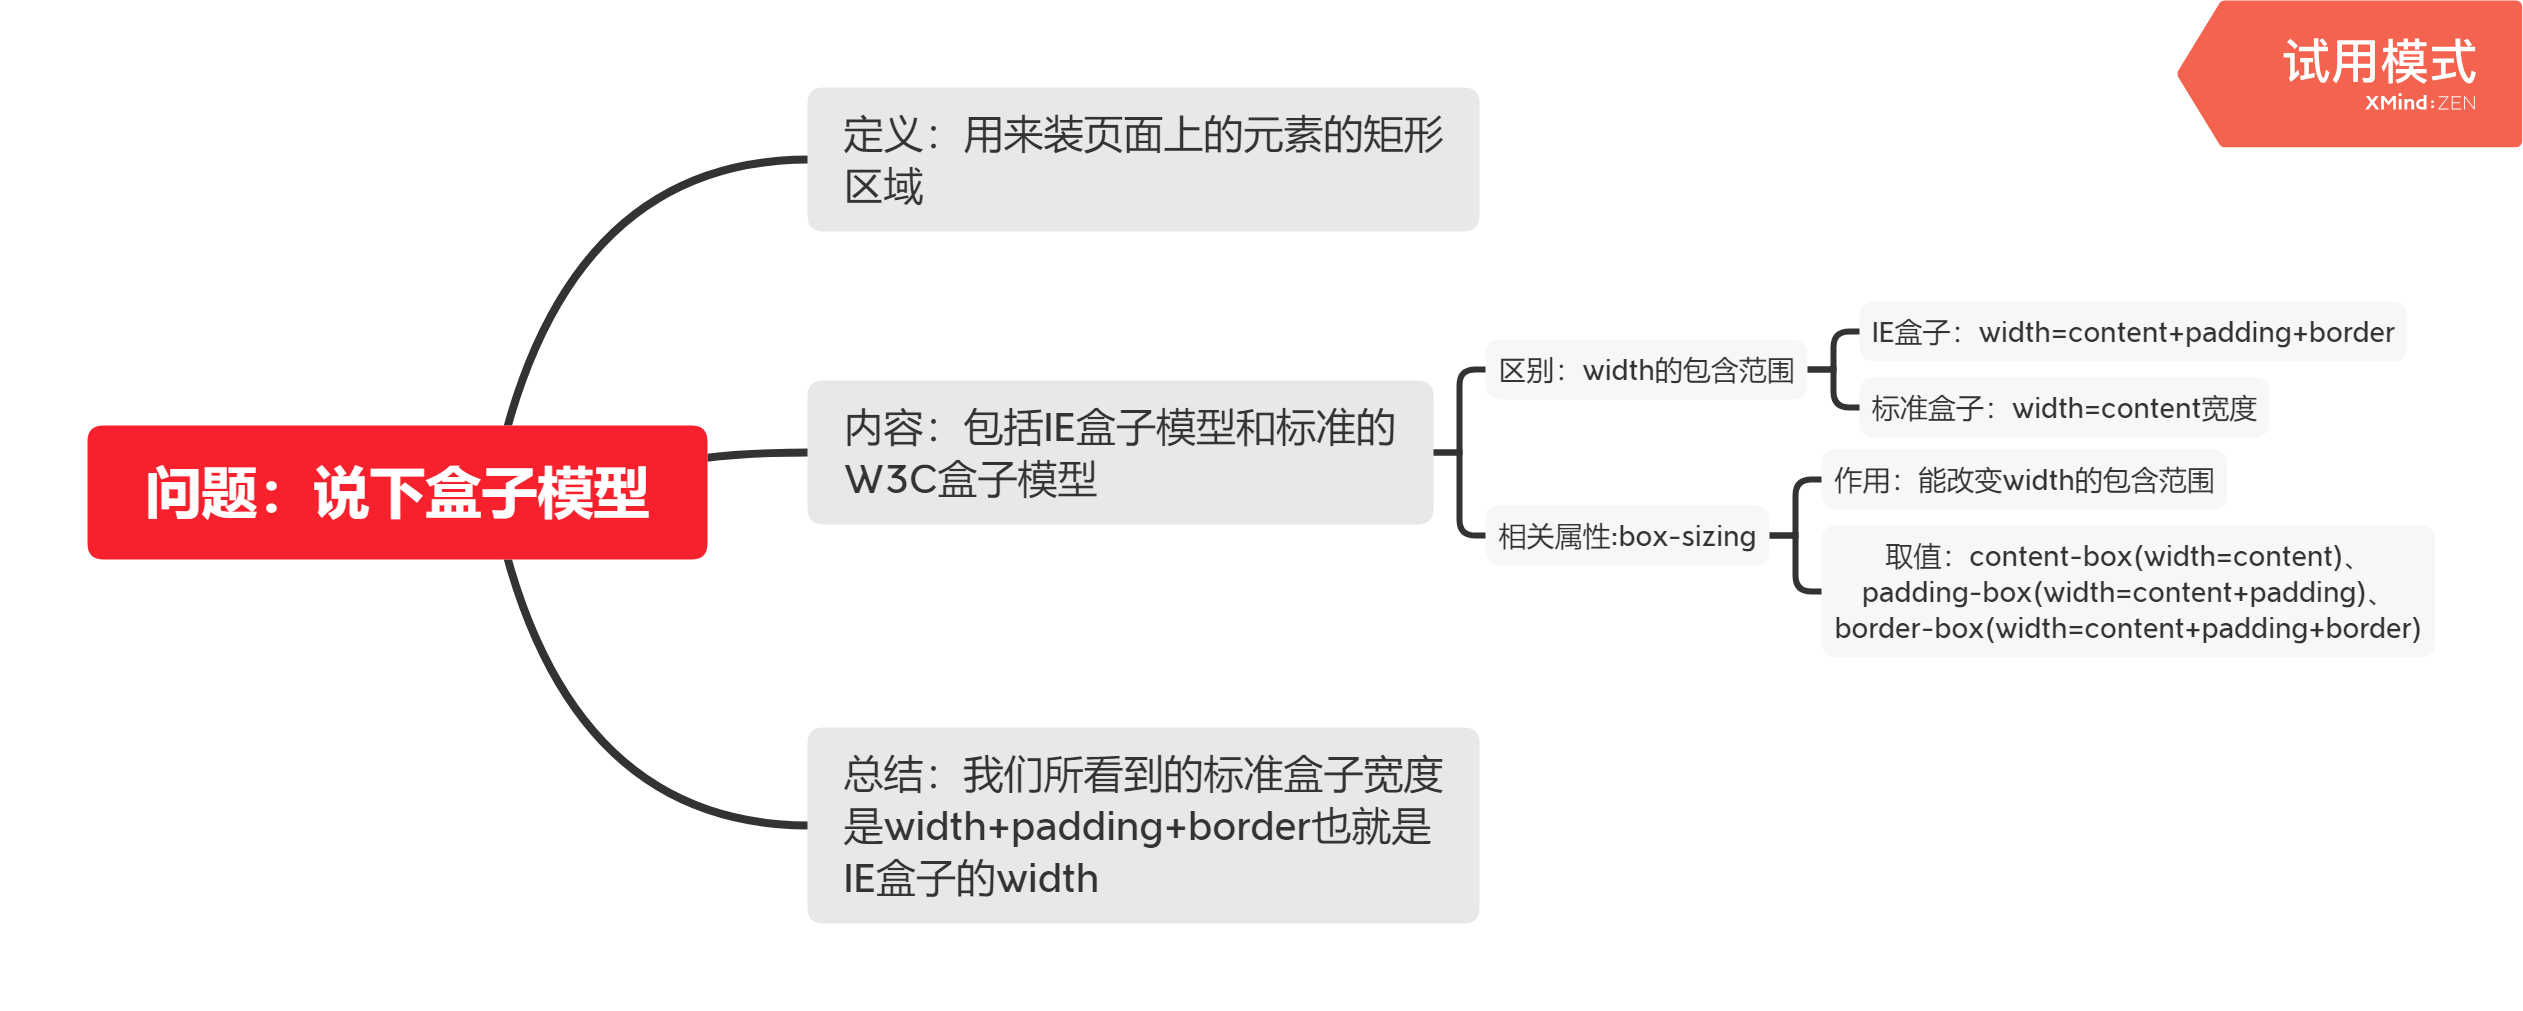 试用模式
XMind:ZEN
定义：用来装页面上的元素的矩形
区域
IE盒子：width=content+padding+border
区别：width的包含范围
标准盒子：width=content宽度
内容：包括IE盒子模型和标准的
W3C盒子模型
作用：能改变width的包含范围
相关属性:box-sizing
取值：content-box(width=content)、
padding-box(width=content+padding)、
border-box(width=content+padding+border)
问题：说下盒子模型
总结：我们所看到的标准盒子宽度
是width+padding+border也就是
IE盒子的width